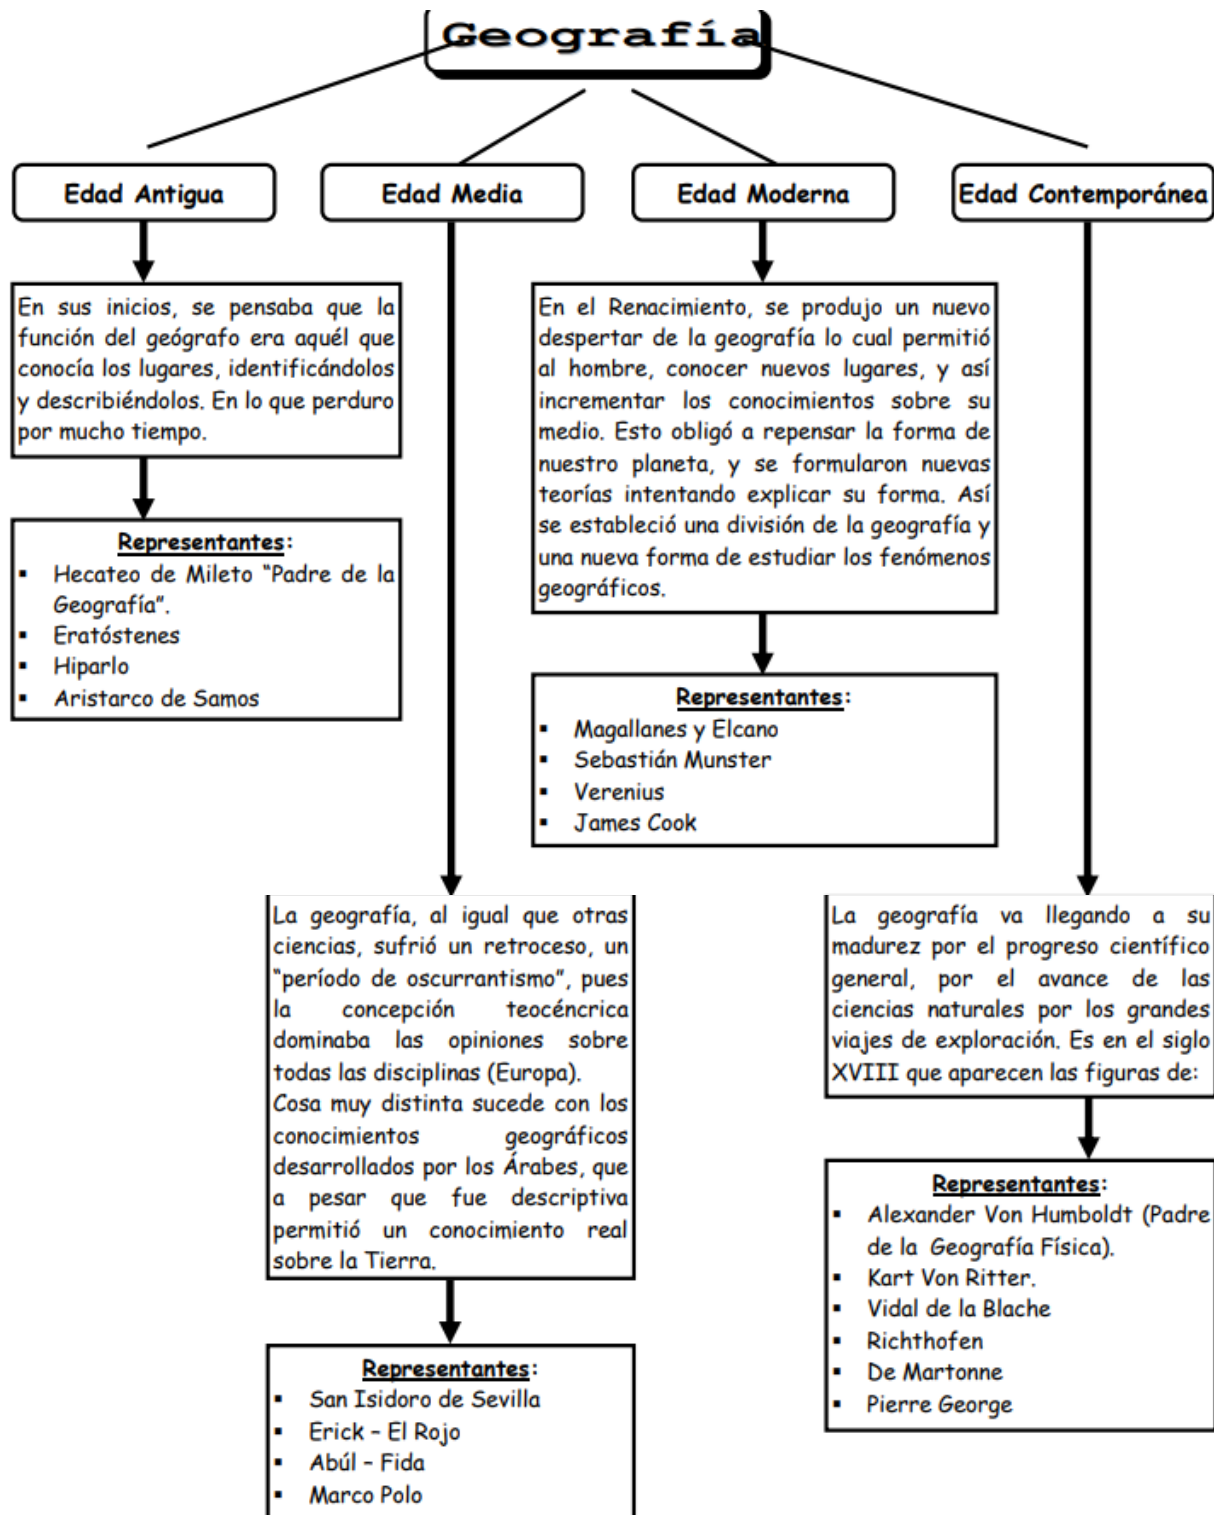 Geografía
Edad Antigua
Edad Media
Edad Moderna
Edad Contemporánea
En sus inicios, se pensaba que la
función del geógrafo era aquél que
conocía los lugares, identificándolos
y describiéndolos. En lo que perduro
por mucho tiempo.
Representantes:
▪ Hecateo de Mileto “Padre de la
Geografía”.
▪ Eratóstenes
▪ Hiparlo
▪ Aristarco de Samos
En el Renacimiento, se produjo un nuevo
despertar de la geografía lo cual permitió
al hombre, conocer nuevos lugares, y así
incrementar los conocimientos sobre su
medio. Esto obligó a repensar la forma de
nuestro planeta, y se formularon nuevas
teorías intentando explicar su forma. Así
se estableció una división de la geografía y
una nueva forma de estudiar los fenómenos
geográficos.
Representantes:
▪ Magallanes y Elcano
▪ Sebastián Munster
▪ Verenius
▪ James Cook
La geografía, al igual que otras
ciencias, sufrió un retroceso, un
“período de oscurrantismo”, pues
la concepción teocéncrica
dominaba las opiniones sobre
todas las disciplinas (Europa).
Cosa muy distinta sucede con los
conocimientos geográficos
desarrollados por los Árabes, que
a pesar que fue descriptiva
permitió un conocimiento real
sobre la Tierra.
Representantes:
▪ San Isidoro de Sevilla
▪ Erick – El Rojo
▪ Abúl – Fida
▪ Marco Polo
La geografía va llegando a su
madurez por el progreso científico
general, por el avance de las
ciencias naturales por los grandes
viajes de exploración. Es en el siglo
XVIII que aparecen las figuras de:
Representantes:
▪ Alexander Von Humboldt (Padre
de la Geografía Física).
▪ Kart Von Ritter.
▪ Vidal de la Blache
▪ Richthofen
▪ De Martonne
▪ Pierre George